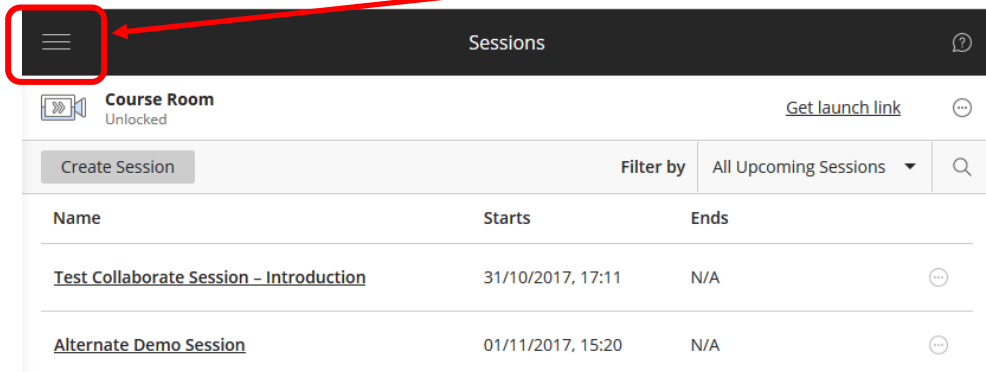 Sessions
Course Room
Unlocked
Get launch link
Create Session
Filter by
All Upcoming Sessions
Name Starts Ends
Test Collaborate Session – Introduction 31/10/2017, 17:11 N/A
Alternate Demo Session 01/11/2017, 15:20 N/A